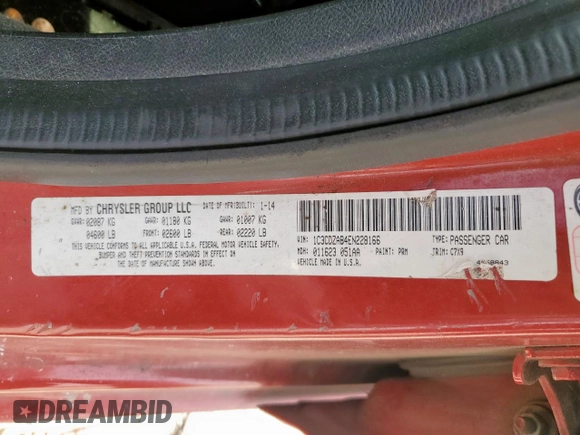 MFD BY CHRYSLER GROUP LLC DATE OF MFR(BUILT): 1-14
GVWR: 02087 KG GAWR: 01180 KG GAWR: 01007 KG
04600 LB FRONT: 02600 LB REAR: 02220 LB
THIS VEHICLE CONFORMS TO ALL APPLICABLE U.S.A. FEDERAL MOTOR VEHICLE SAFETY,
BUMPER AND THEFT PREVENTION STANDARDS IN EFFECT ON
THE DATE OF MANUFACTURE SHOWN ABOVE.
VIN: 1C3CDZAB4EN228166 TYPE: PASSENGER CAR
MDH: 011623 051AA PAINT: PRM TRIM: C7X9
VEHICLE MADE IN U.S.A.
DREAMBID